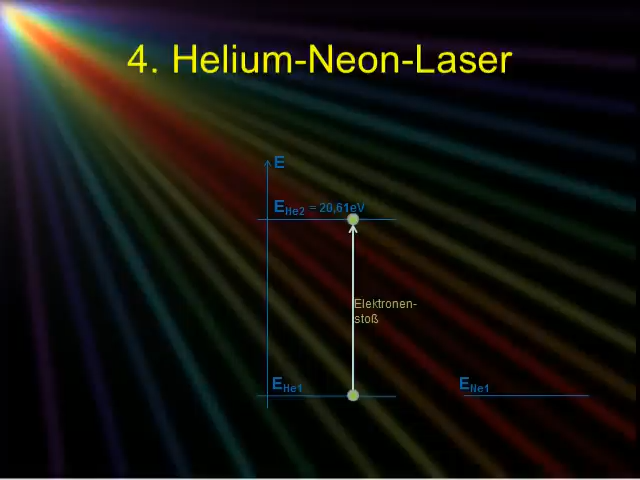 4. Helium-Neon-Laser
E
EHe2 = 20,61eV
Elektronen-
stoß
EHe1
ENe1